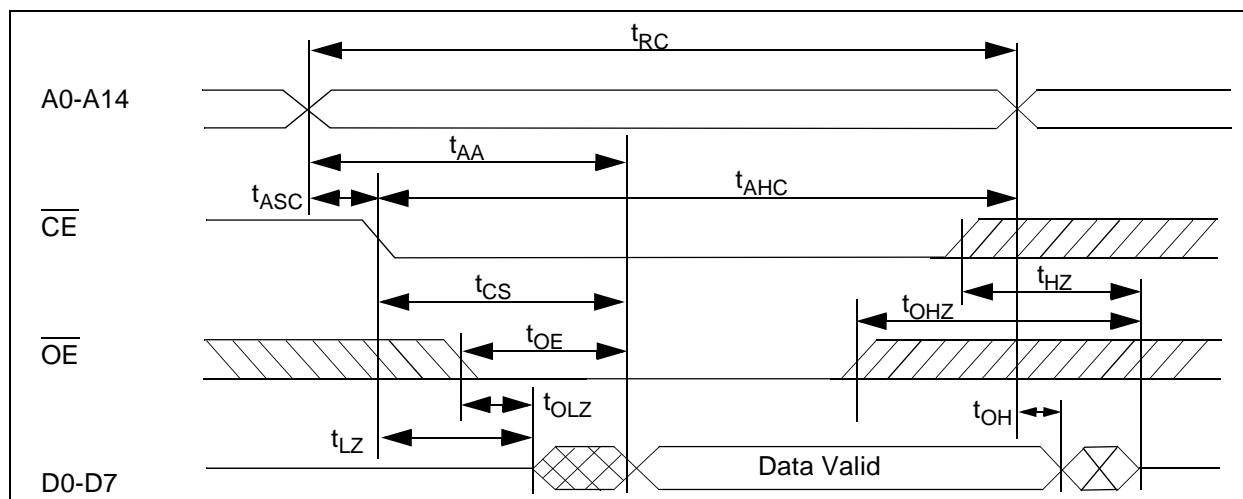 tRC
A0-A14
tAA
tASC
tAHC
CE
tCS
tHZ
tOHZ
tOE
OE
tOLZ
tOH
tLZ
Data Valid
D0-D7